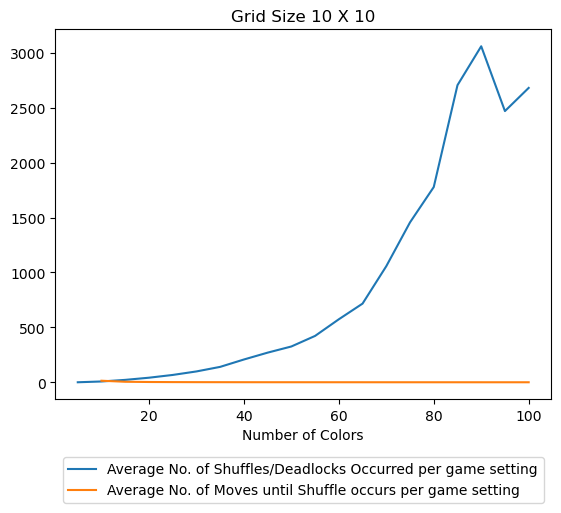 Grid Size 10 X 10
3000
2500
2000
1500
1000
500
0
20 40 60 80 100
Number of Colors
Average No. of Shuffles/Deadlocks Occurred per game setting
Average No. of Moves until Shuffle occurs per game setting